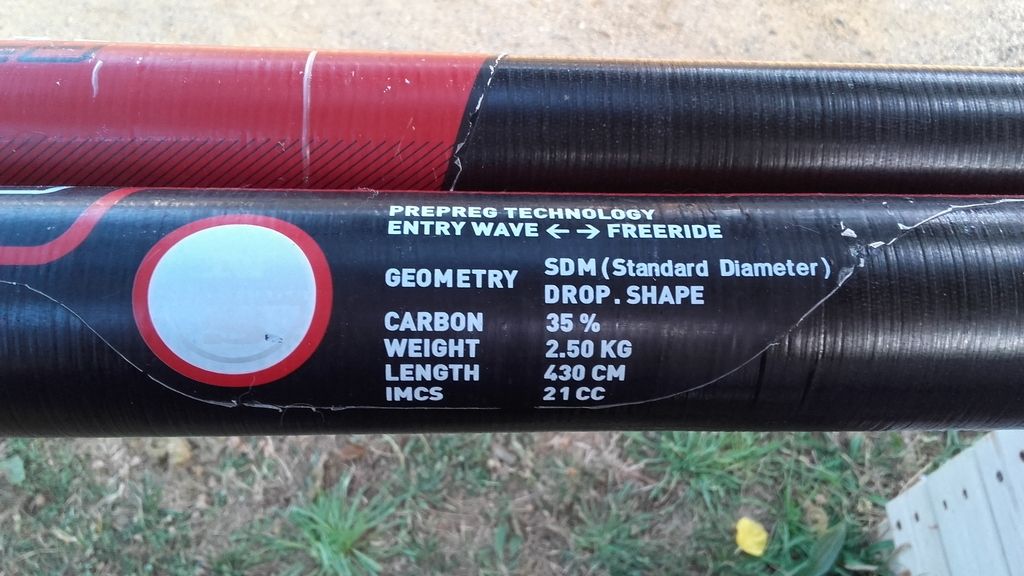 PREPREG TECHNOLOGY
ENTRY WAVE ← → FREERIDE
GEOMETRY SDM (Standard Diameter)
DROP. SHAPE
CARBON 35 %
WEIGHT 2.50 KG
LENGTH 430 CM
IMCS 21 CC